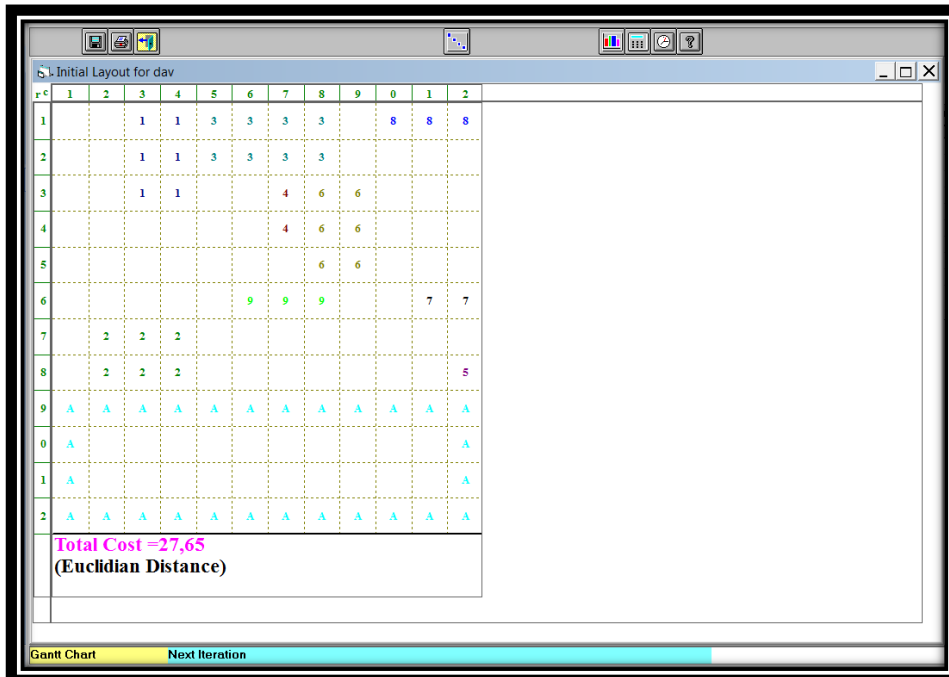 ?
Initial Layout for dav
r c 1 2 3 4 5 6 7 8 9 0 1 2
1 1 1 3 3 3 3 8 8 8
2 1 1 3 3 3 3
3 1 1 4 6 6
4 4 6 6
5 6 6
6 9 9 9 7 7
7 2 2 2
8 2 2 2 5
9 A A A A A A A A A A A A
0 A A
1 A A
2 A A A A A A A A A A A A
Total Cost =27,65
(Euclidian Distance)
Gantt Chart Next Iteration